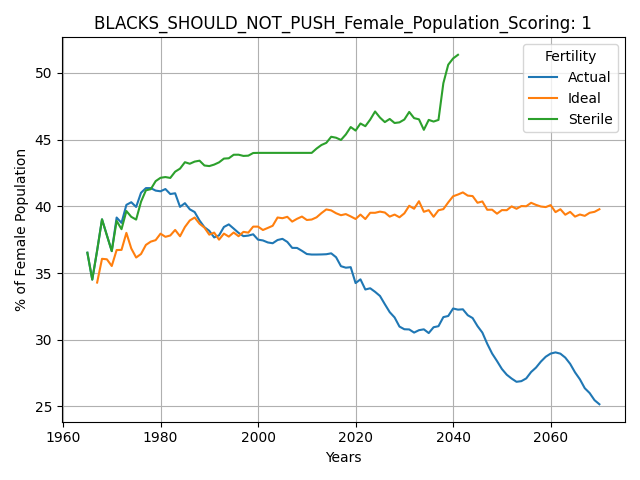 BLACKS_SHOULD_NOT_PUSH_Female_Population_Scoring: 1
Fertility
Actual
Ideal
Sterile
% of Female Population
50
45
40
35
30
25
1960
1980
2000
2020
2040
2060
Years